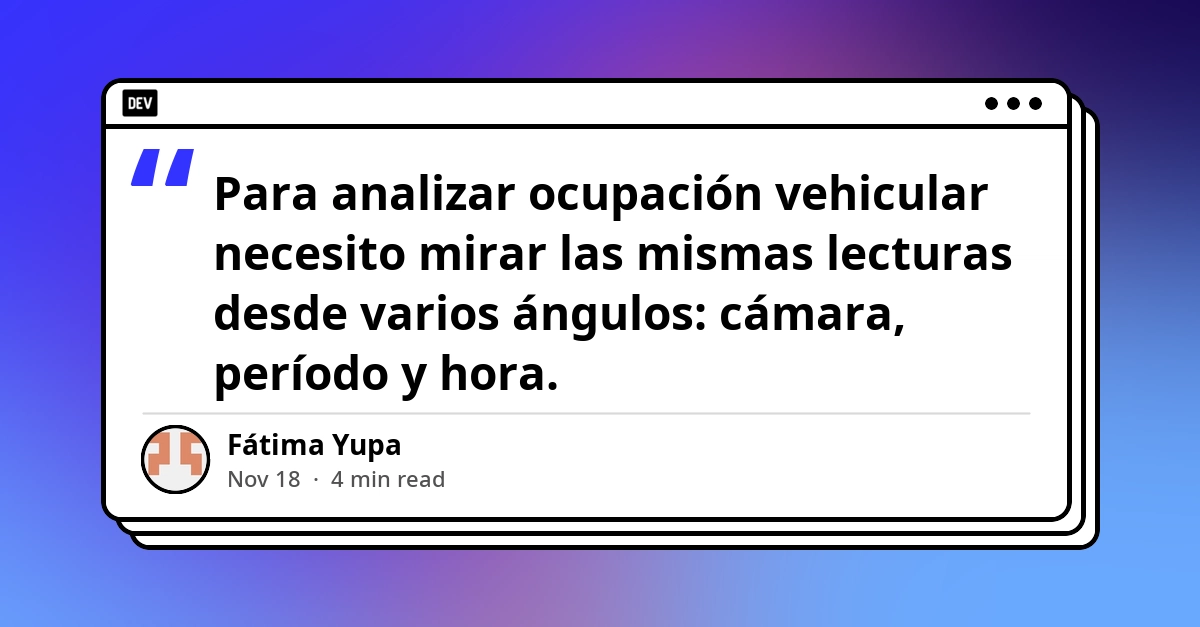 DEV
“
Para analizar ocupación vehicular
necesito mirar las mismas lecturas
desde varios ángulos: cámara,
período y hora.
Fátima Yupa
Nov 18 · 4 min read